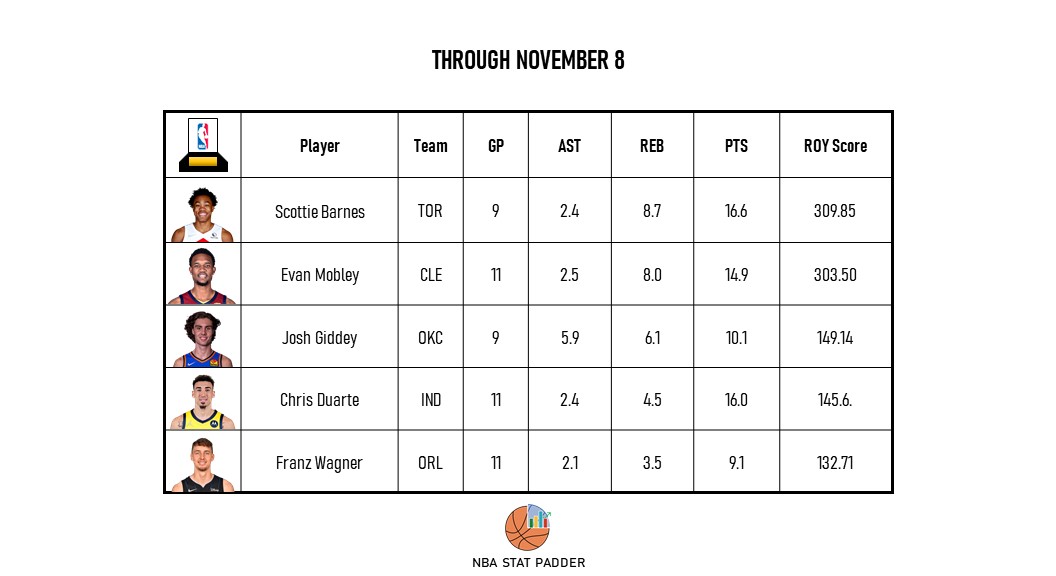 THROUGH NOVEMBER 8
Player Team GP AST REB PTS ROY Score
Scottie Barnes TOR 9 2.4 8.7 16.6 309.85
Evan Mobley CLE 11 2.5 8.0 14.9 303.50
Josh Giddey OKC 9 5.9 6.1 10.1 149.14
Chris Duarte IND 11 2.4 4.5 16.0 145.6.
Franz Wagner ORL 11 2.1 3.5 9.1 132.71
NBA STAT PADDER